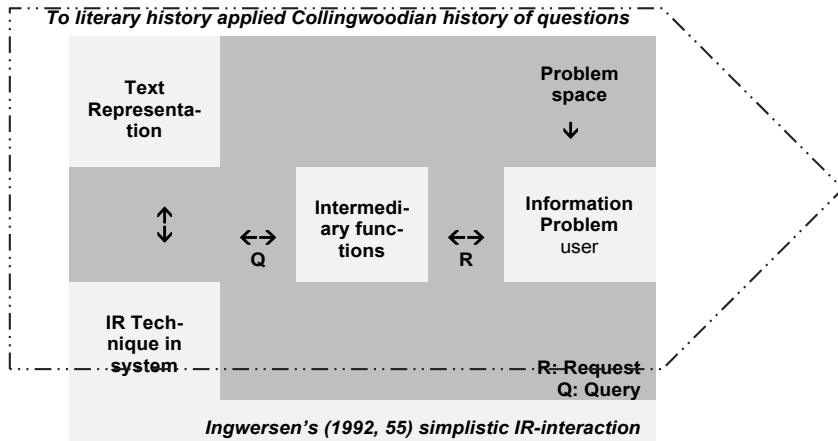 To literary history applied Collingwoodian history of questions
Text
Representa-
tion
Problem
space
Intermedi-
ary func-
tions
Information
Problem
user
Q
R
IR Tech-
nique in
system
R: Request
Q: Query
Ingwersen's (1992, 55) simplistic IR-interaction